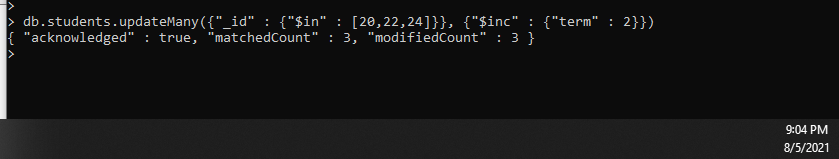 >
> db.students.updateMany({"_id" : {"$in" : [20,22,24]}}, {"$inc" : {"term" : 2}})
{ "acknowledged" : true, "matchedCount" : 3, "modifiedCount" : 3 }
>
9:04 PM
8/5/2021